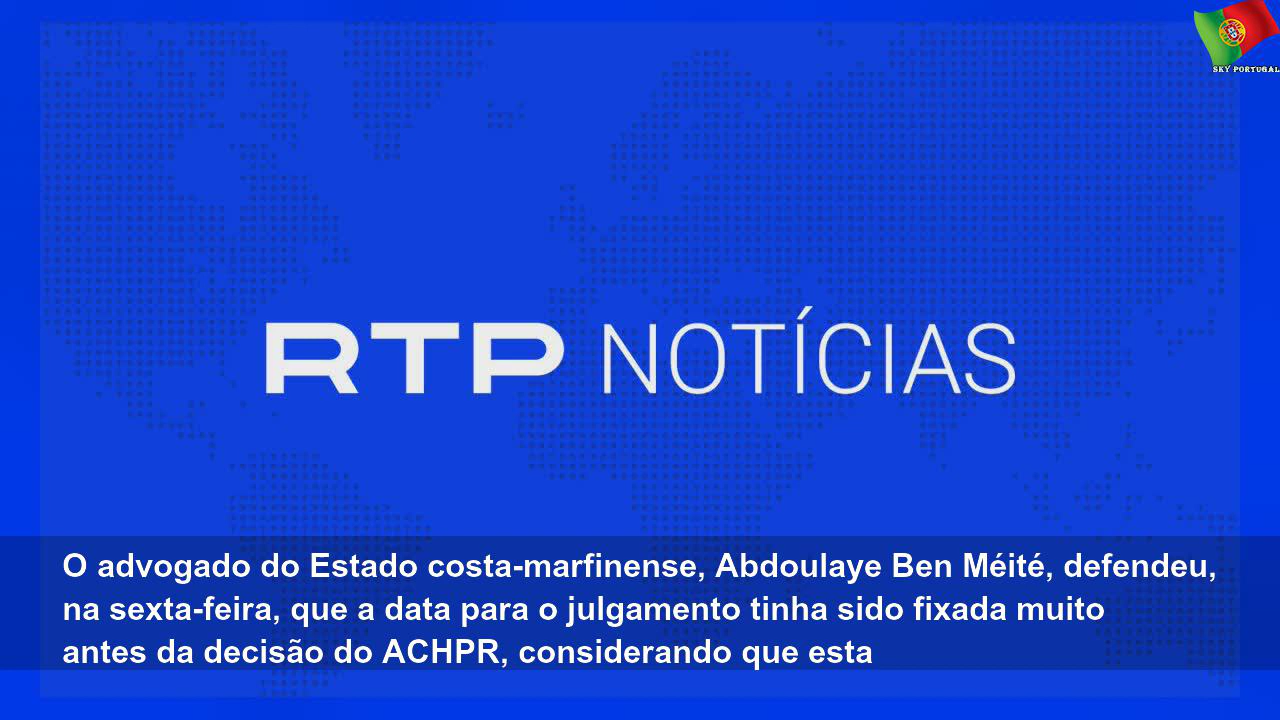 SKY PORTUGAL
RTP NOTÍCIAS
O advogado do Estado costa-marfinense, Abdoulaye Ben Méité, defendeu,
na sexta-feira, que a data para o julgamento tinha sido fixada muito
antes da decisão do ACHPR, considerando que esta